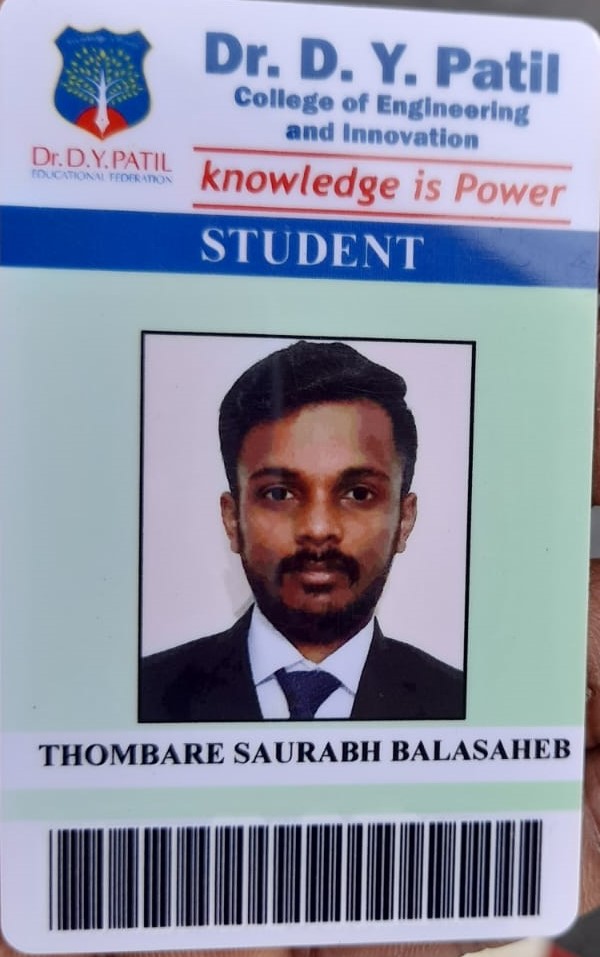 Dr. D. Y. Patil
College of Engineering
and Innovation
Dr. D.Y. PATIL
EDUCATIONAL FEDERATION
knowledge is Power
STUDENT
THOMBARE SAURABH BALASAHEB